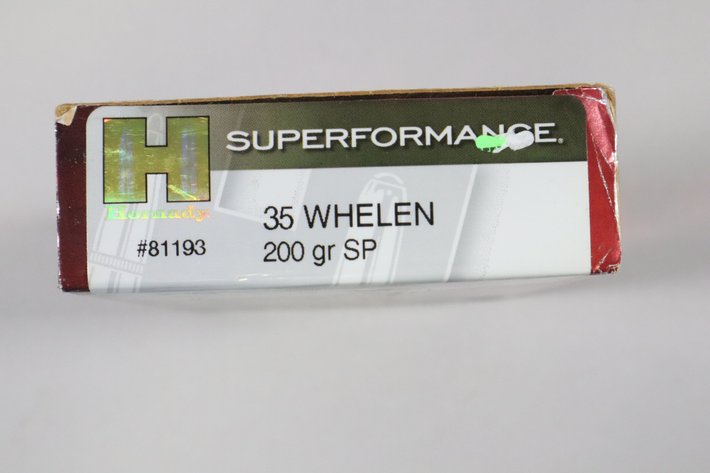 H
Hornady
SUPERFORMANCE®
#81193
35 WHELEN
200 gr SP